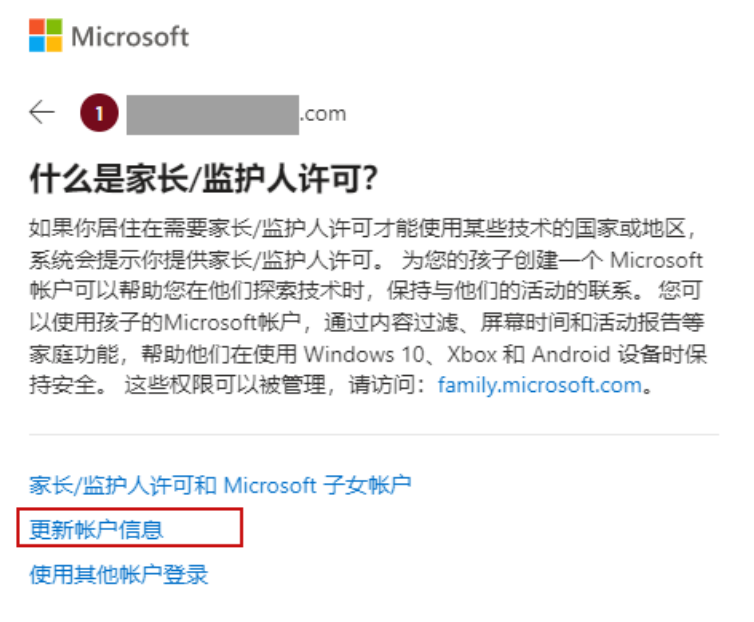 Microsoft
1 .com
什么是家长/监护人许可?
如果你居住在需要家长/监护人许可才能使用某些技术的国家或地区，
系统会提示你提供家长/监护人许可。 为您的孩子创建一个 Microsoft
帐户可以帮助您在他们探索技术时，保持与他们的活动的联系。 您可
以使用孩子的Microsoft帐户，通过内容过滤、屏幕时间和活动报告等
家庭功能，帮助他们在使用 Windows 10、Xbox 和 Android 设备时保
持安全。 这些权限可以被管理，请访问：family.microsoft.com。
家长/监护人许可和 Microsoft 子女帐户
更新帐户信息
使用其他帐户登录